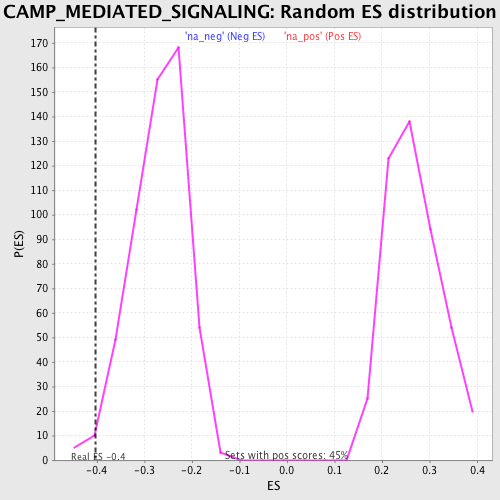 CAMP_MEDIATED_SIGNALING: Random ES distribution
'na_neg' (Neg ES) 'na_pos' (Pos ES)
170
160
150
140
130
120
110
100
90
80
70
60
50
40
30
20
10
0
P(ES)
Real ES -0.4
Sets with pos scores: 45%
-0.4 -0.3 -0.2 -0.1 0.0 0.1 0.2 0.3 0.4
ES